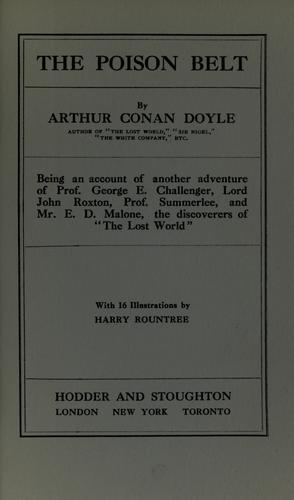 THE POISON BELT
By
ARTHUR CONAN DOYLE
AUTHOR OF "THE LOST WORLD," "SIR NIGEL,"
"THE WHITE COMPANY," ETC.
Being an account of another adventure
of Prof. George E. Challenger, Lord
John Roxton, Prof. Summerlee, and
Mr. E. D. Malone, the discoverers of
"The Lost World"
With 16 Illustrations by
HARRY ROUNTREE
HODDER AND STOUGHTON
LONDON NEW YORK TORONTO